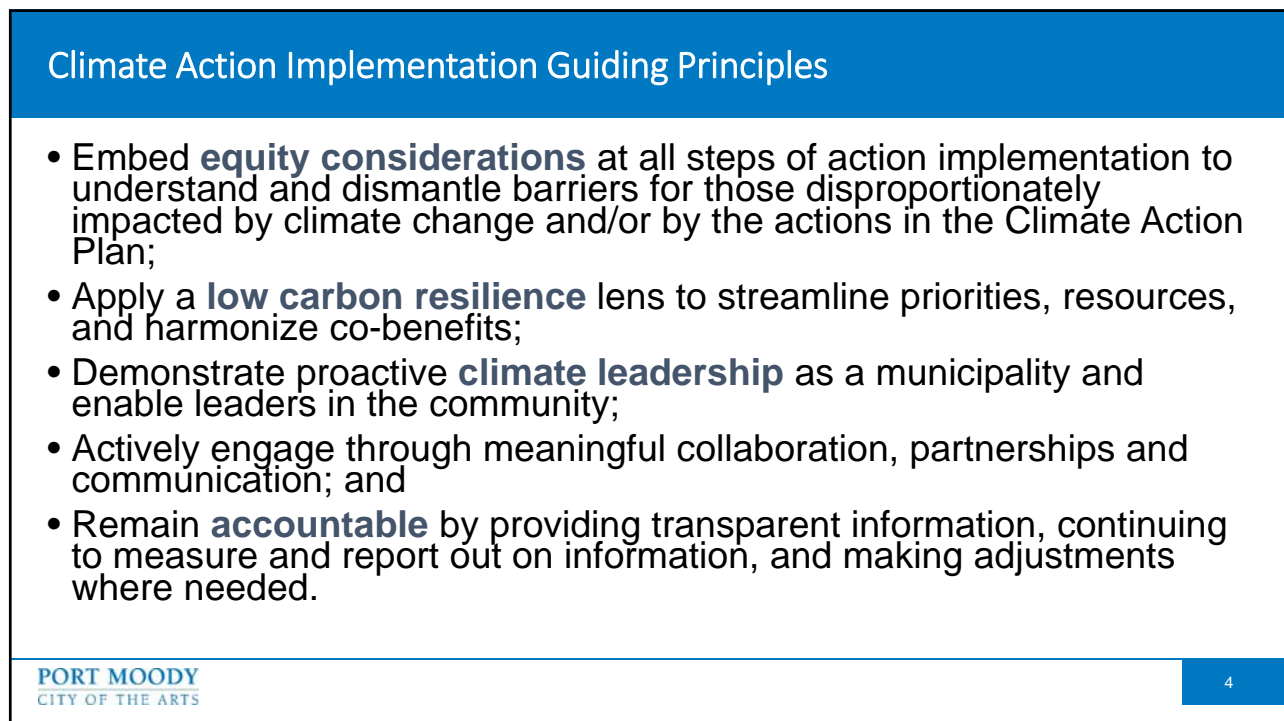 Climate Action Implementation Guiding Principles
• Embed equity considerations at all steps of action implementation to
understand and dismantle barriers for those disproportionately
impacted by climate change and/or by the actions in the Climate Action
Plan;
• Apply a low carbon resilience lens to streamline priorities, resources,
and harmonize co-benefits;
• Demonstrate proactive climate leadership as a municipality and
enable leaders in the community;
• Actively engage through meaningful collaboration, partnerships and
communication; and
• Remain accountable by providing transparent information, continuing
to measure and report out on information, and making adjustments
where needed.
PORT MOODY
CITY OF THE ARTS
4